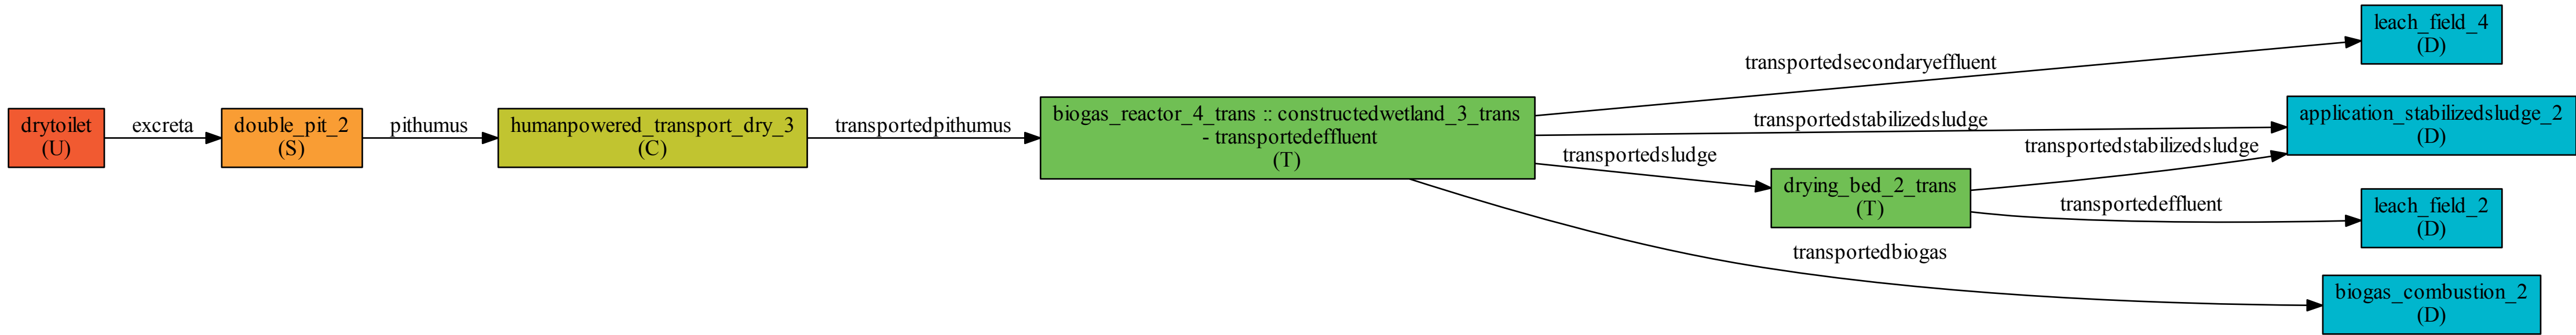 drytoilet
(U)
excreta
double_pit_2
(S)
pithumus
humanpowered_transport_dry_3
(C)
transportedpithumus
biogas_reactor_4_trans :: constructedwetland_3_trans
- transportedeffluent
(T)
transportedsecondaryeffluent
transportedstabilizedsludge
transportedsludge
transportedbiogas
drying_bed_2_trans
(T)
transportedstabilizedsludge
transportedeffluent
leach_field_4
(D)
application_stabilizedsludge_2
(D)
leach_field_2
(D)
biogas_combustion_2
(D)